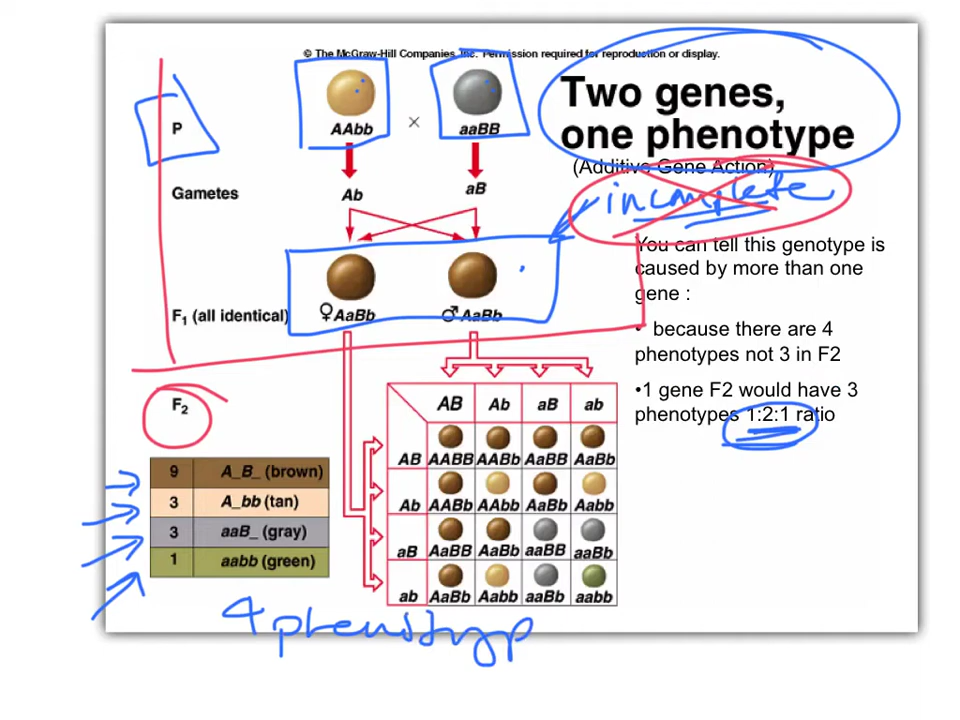 © The McGraw-Hill Companies, Inc. Permission required for reproduction or display.
Two genes,
one phenotype
(Additive Gene Action)
incomplete
P
AAbb
×
aaBB
Gametes
Ab
aB
F1 (all identical)
♀ AaBb
♂ AaBb
You can tell this genotype is
caused by more than one
gene :
• because there are 4
phenotypes not 3 in F2
•1 gene F2 would have 3
phenotypes 1:2:1 ratio
F2
9 A_B_ (brown)
3 A_bb (tan)
3 aaB_ (gray)
1 aabb (green)
AB Ab aB ab
AB AABB AABb AaBB AaBb
Ab AABb AAbb AaBb Aabb
aB AaBB AaBb aaBB aaBb
ab AaBb Aabb aaBb aabb
4 phenotyp